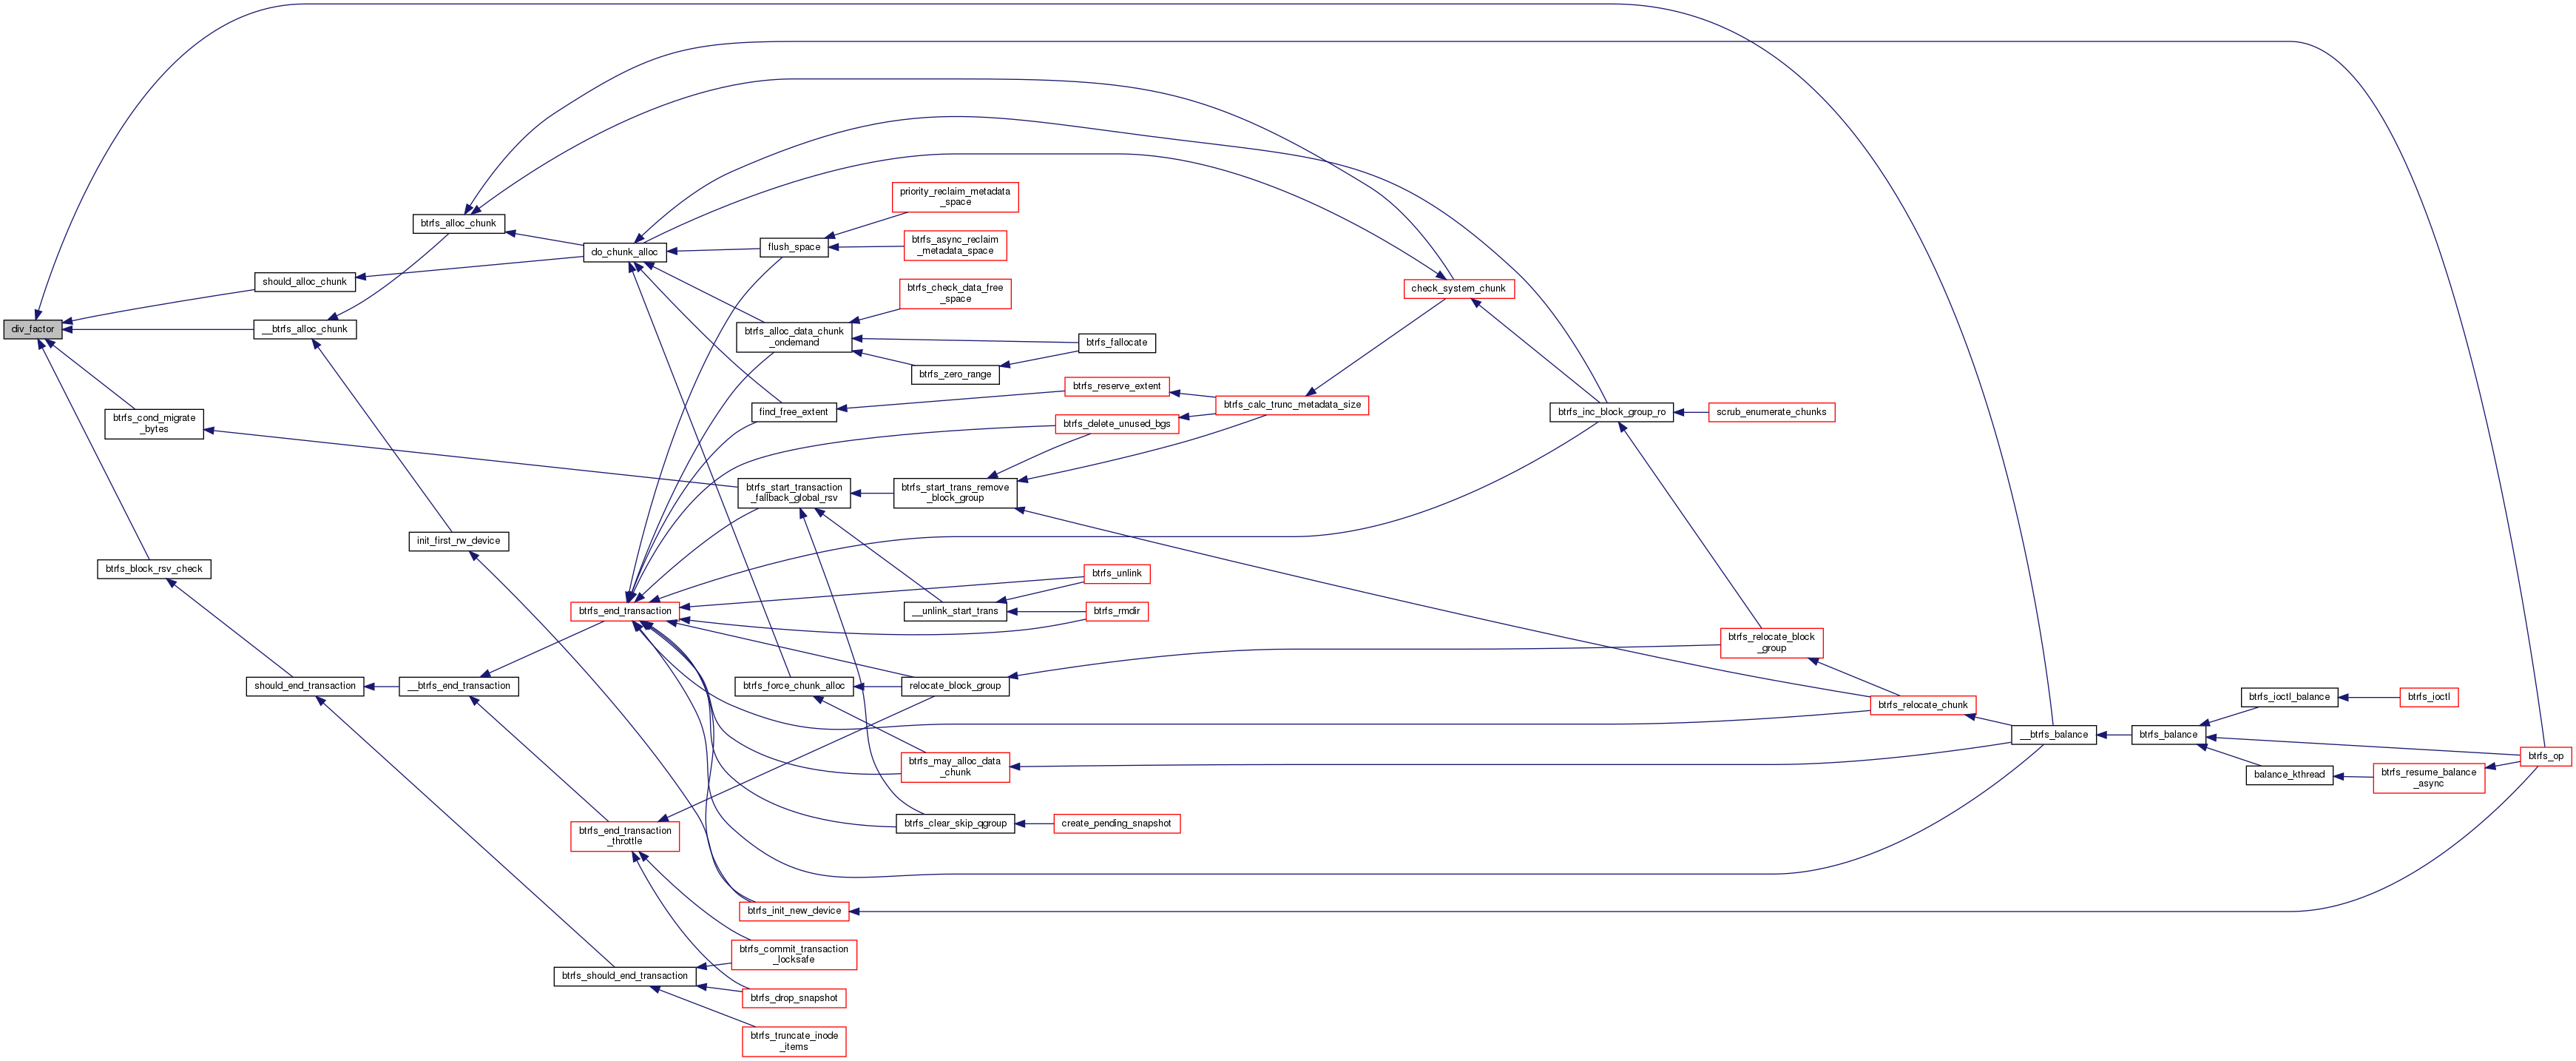 div_factor
should_alloc_chunk
__btrfs_alloc_chunk
btrfs_cond_migrate
_bytes
btrfs_block_rsv_check
btrfs_alloc_chunk
init_first_rw_device
should_end_transaction
__btrfs_end_transaction
do_chunk_alloc
btrfs_end_transaction
btrfs_end_transaction
_throttle
btrfs_should_end_transaction
flush_space
btrfs_alloc_data_chunk
_ondemand
find_free_extent
btrfs_start_transaction
_fallback_global_rsv
btrfs_force_chunk_alloc
btrfs_init_new_device
btrfs_commit_transaction
_locksafe
btrfs_drop_snapshot
btrfs_truncate_inode
_items
priority_reclaim_metadata
_space
btrfs_async_reclaim
_metadata_space
btrfs_check_data_free
_space
btrfs_zero_range
btrfs_start_trans_remove
_block_group
__unlink_start_trans
relocate_block_group
btrfs_may_alloc_data
_chunk
btrfs_clear_skip_qgroup
btrfs_fallocate
btrfs_reserve_extent
btrfs_delete_unused_bgs
btrfs_unlink
btrfs_rmdir
create_pending_snapshot
btrfs_calc_trunc_metadata_size
check_system_chunk
btrfs_inc_block_group_ro
scrub_enumerate_chunks
btrfs_relocate_block
_group
btrfs_relocate_chunk
__btrfs_balance
btrfs_balance
btrfs_ioctl_balance
balance_kthread
btrfs_ioctl
btrfs_resume_balance
_async
btrfs_op